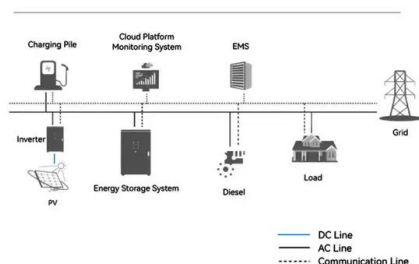 Charging Pile
Cloud Platform
Monitoring System
EMS
Grid
Inverter
PV
Energy Storage System
Diesel
Load
DC Line
AC Line
Communication Line